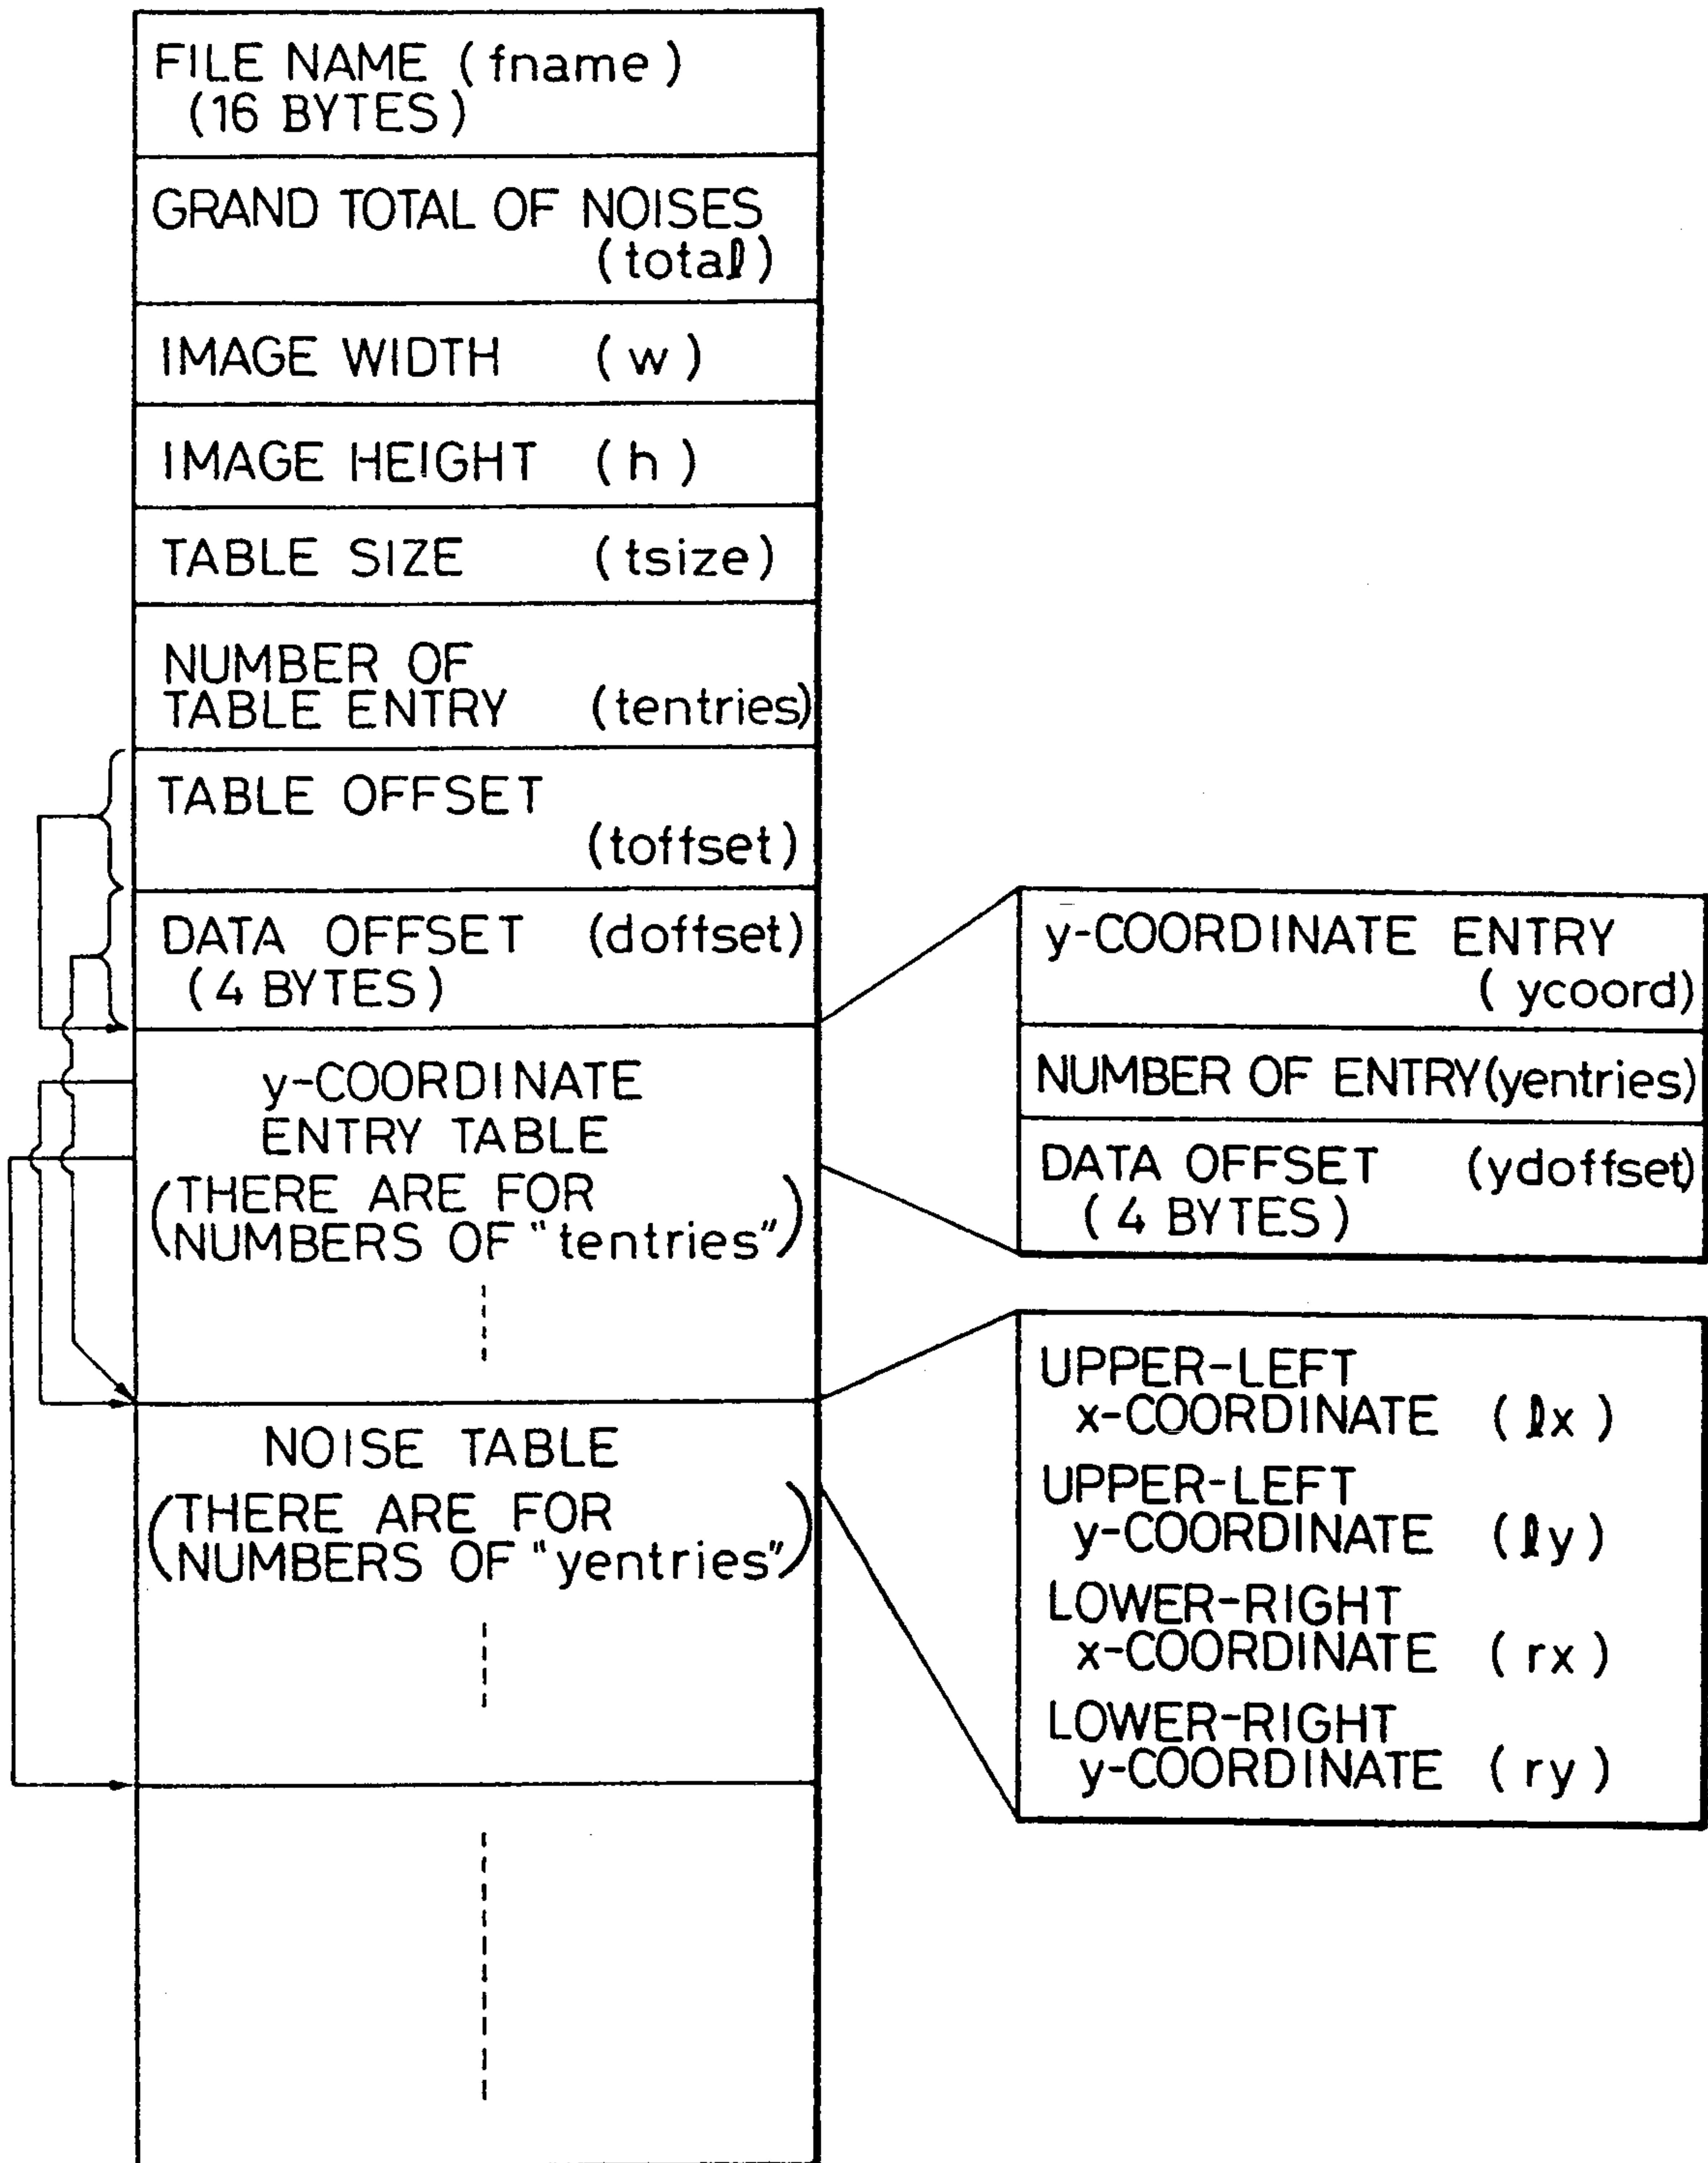 FILE NAME (fname)
(16 BYTES)
GRAND TOTAL OF NOISES
(total)
IMAGE WIDTH (w)
IMAGE HEIGHT (h)
TABLE SIZE (tsize)
NUMBER OF
TABLE ENTRY (tentries)
TABLE OFFSET
(toffset)
DATA OFFSET (doffset)
(4 BYTES)
y-COORDINATE
ENTRY TABLE
(THERE ARE FOR
NUMBERS OF "tentries")
NOISE TABLE
(THERE ARE FOR
NUMBERS OF "yentries")
y-COORDINATE ENTRY
(ycoord)
NUMBER OF ENTRY(yentries)
DATA OFFSET (ydoffset)
(4 BYTES)
UPPER-LEFT
x-COORDINATE (lx)
UPPER-LEFT
y-COORDINATE (ly)
LOWER-RIGHT
x-COORDINATE (rx)
LOWER-RIGHT
y-COORDINATE (ry)